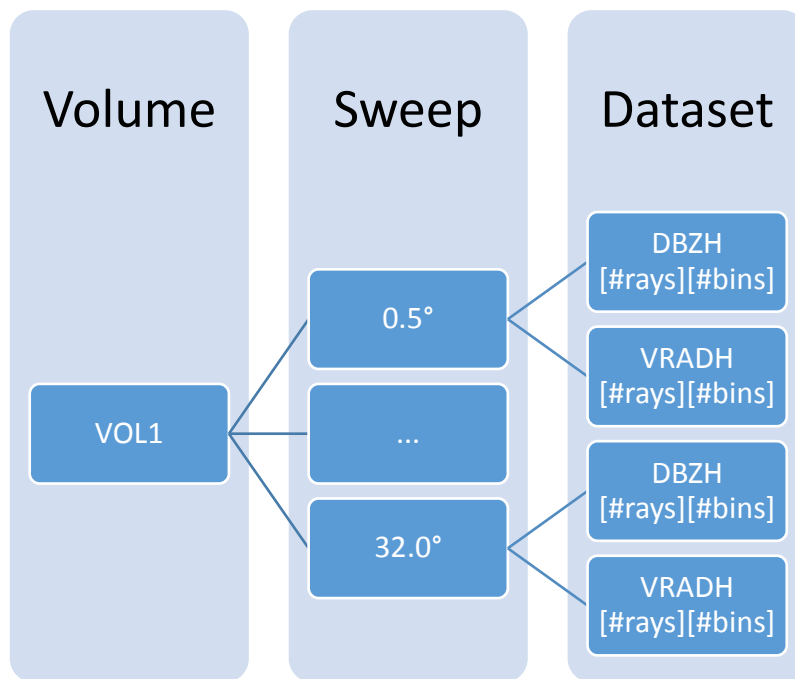 Volume
Sweep
Dataset
VOL1
0.5°
...
32.0°
DBZH
[#rays][#bins]
VRADH
[#rays][#bins]
DBZH
[#rays][#bins]
VRADH
[#rays][#bins]